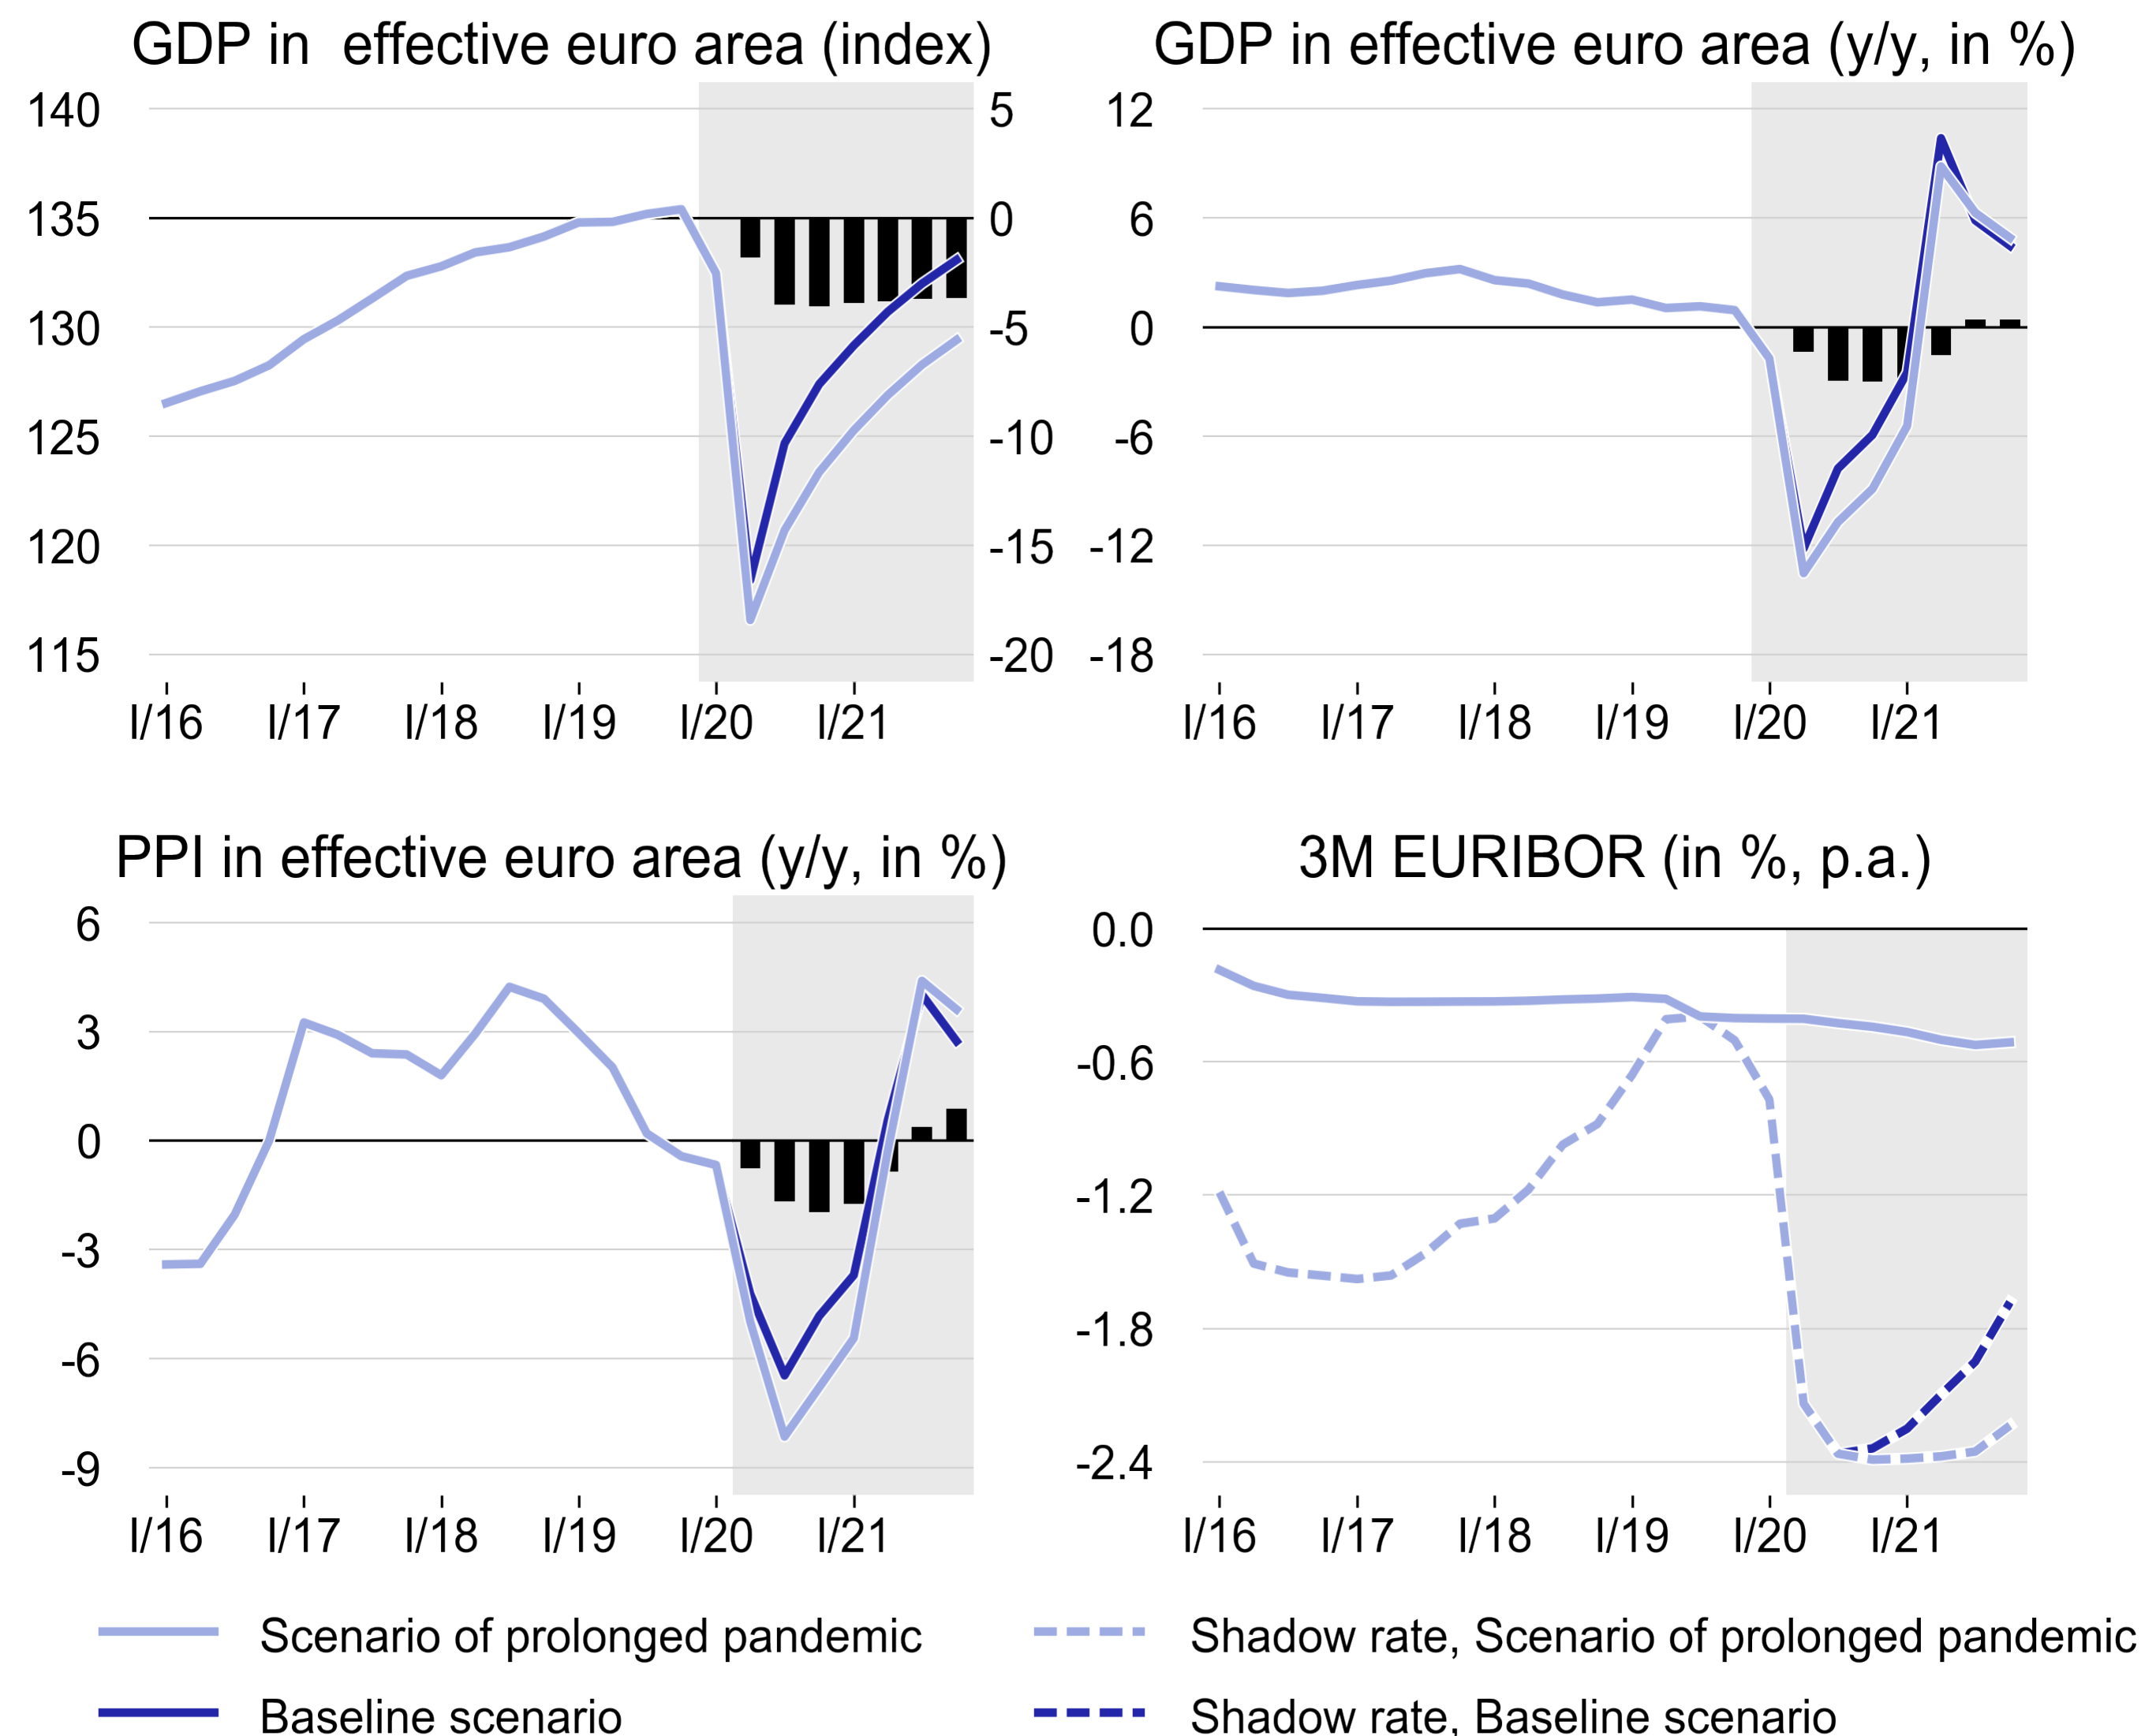 GDP in effective euro area (index)
140
135
130
125
120
115
5
0
-5
-10
-15
-20
I/16 I/17 I/18 I/19 I/20 I/21
GDP in effective euro area (y/y, in %)
12
6
0
-6
-12
-18
I/16 I/17 I/18 I/19 I/20 I/21
PPI in effective euro area (y/y, in %)
6
3
0
-3
-6
-9
I/16 I/17 I/18 I/19 I/20 I/21
3M EURIBOR (in %, p.a.)
0.0
-0.6
-1.2
-1.8
-2.4
I/16 I/17 I/18 I/19 I/20 I/21
Scenario of prolonged pandemic
Baseline scenario
Shadow rate, Scenario of prolonged pandemic
Shadow rate, Baseline scenario